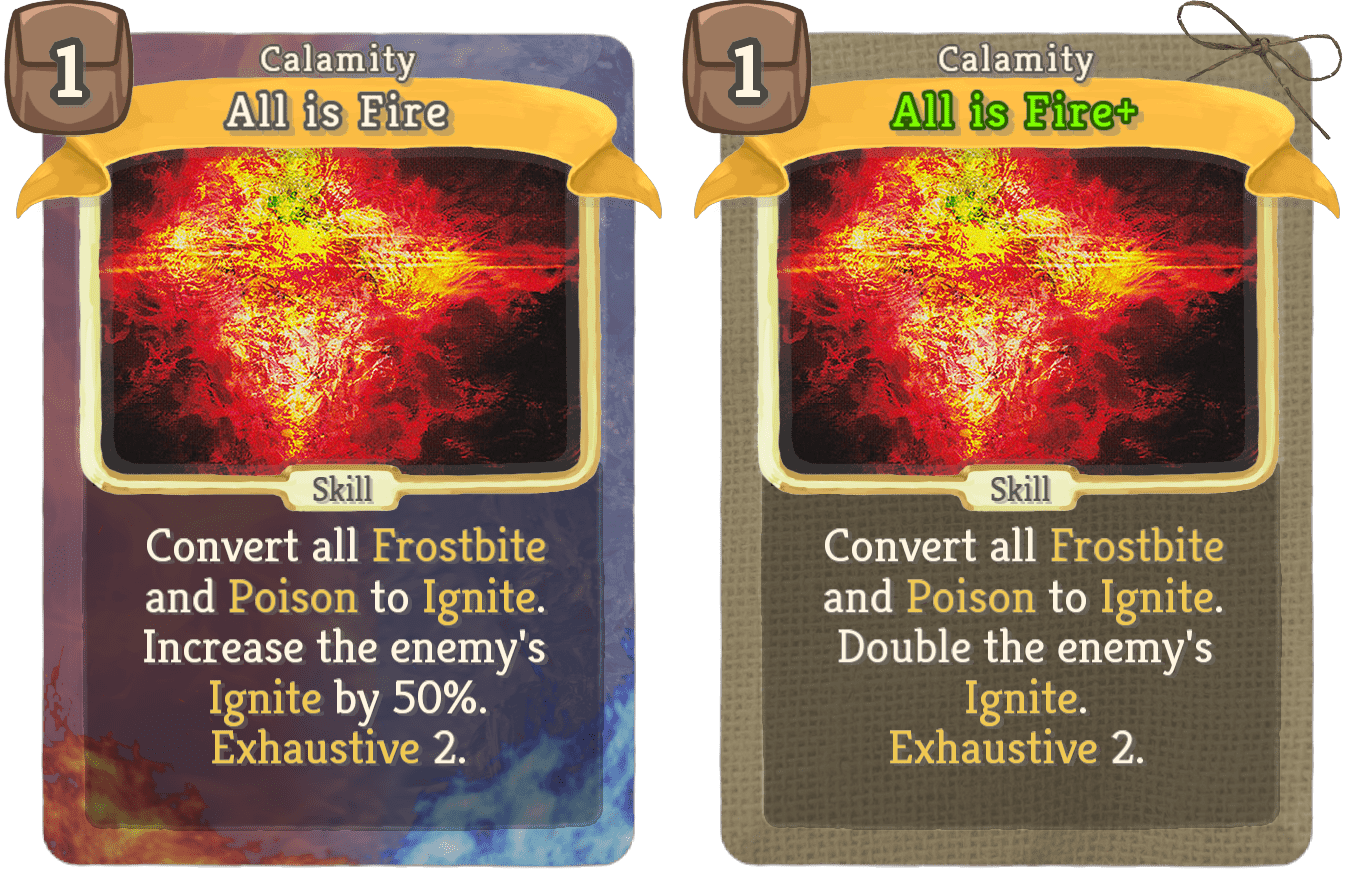 1
Calamity
All is Fire
Skill
Convert all Frostbite
and Poison to Ignite.
Increase the enemy's
Ignite by 50%.
Exhaustive 2.
1
Calamity
All is Fire+
Skill
Convert all Frostbite
and Poison to Ignite.
Double the enemy's
Ignite.
Exhaustive 2.